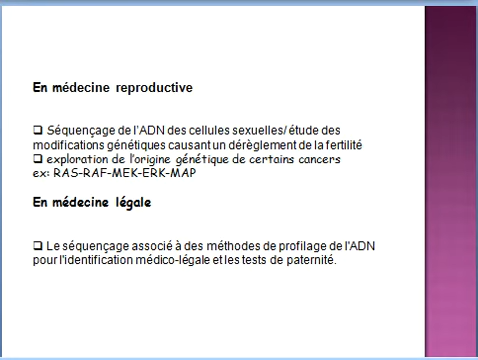 En médecine reproductive
❑ Séquençage de l'ADN des cellules sexuelles/ étude des
modifications génétiques causant un dérèglement de la fertilité
❑ exploration de l'origine génétique de certains cancers
ex: RAS-RAF-MEK-ERK-MAP
En médecine légale
❑ Le séquençage associé à des méthodes de profilage de l'ADN
pour l'identification médico-légale et les tests de paternité.